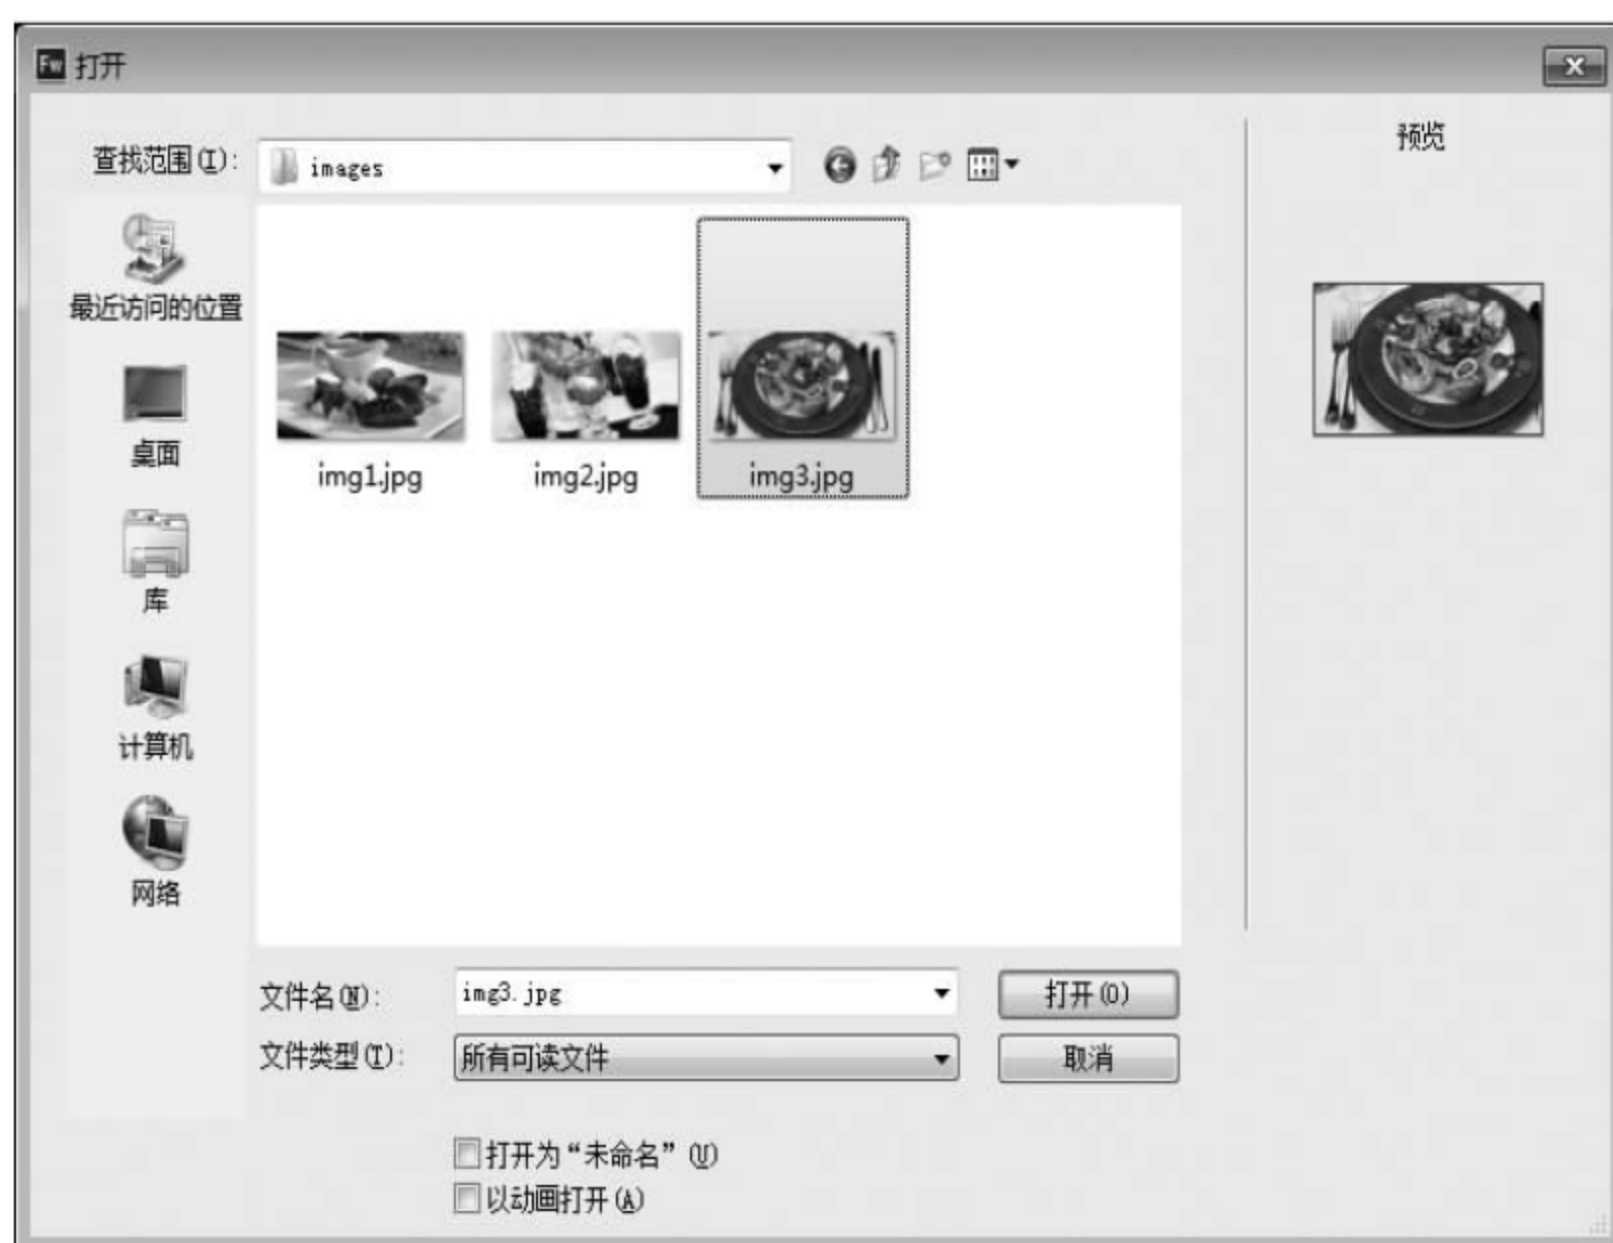 Fw 打开
查找范围(I): images
预览
最近访问的位置
桌面
库
计算机
网络
img1.jpg img2.jpg img3.jpg
文件名(N): img3.jpg 打开(O)
文件类型(T): 所有可读文件 取消
打开为“未命名”(U)
以动画打开(A)